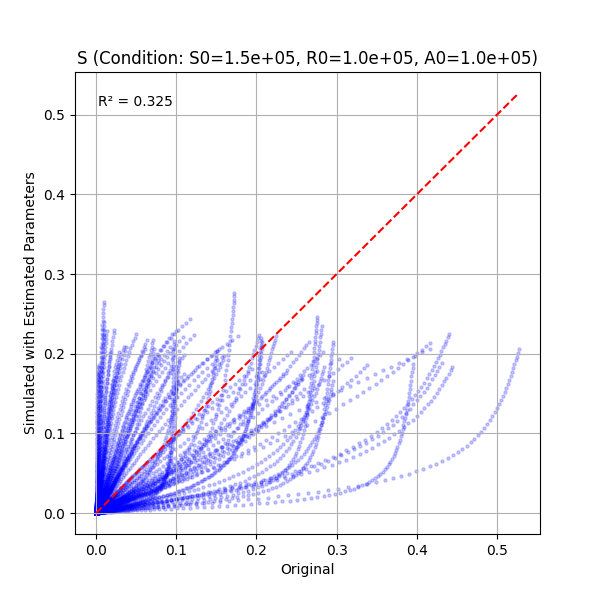 S (Condition: S0=1.5e+05, R0=1.0e+05, A0=1.0e+05)
R² = 0.325
Simulated with Estimated Parameters
0.5
0.4
0.3
0.2
0.1
0.0
0.0 0.1 0.2 0.3 0.4 0.5
Original